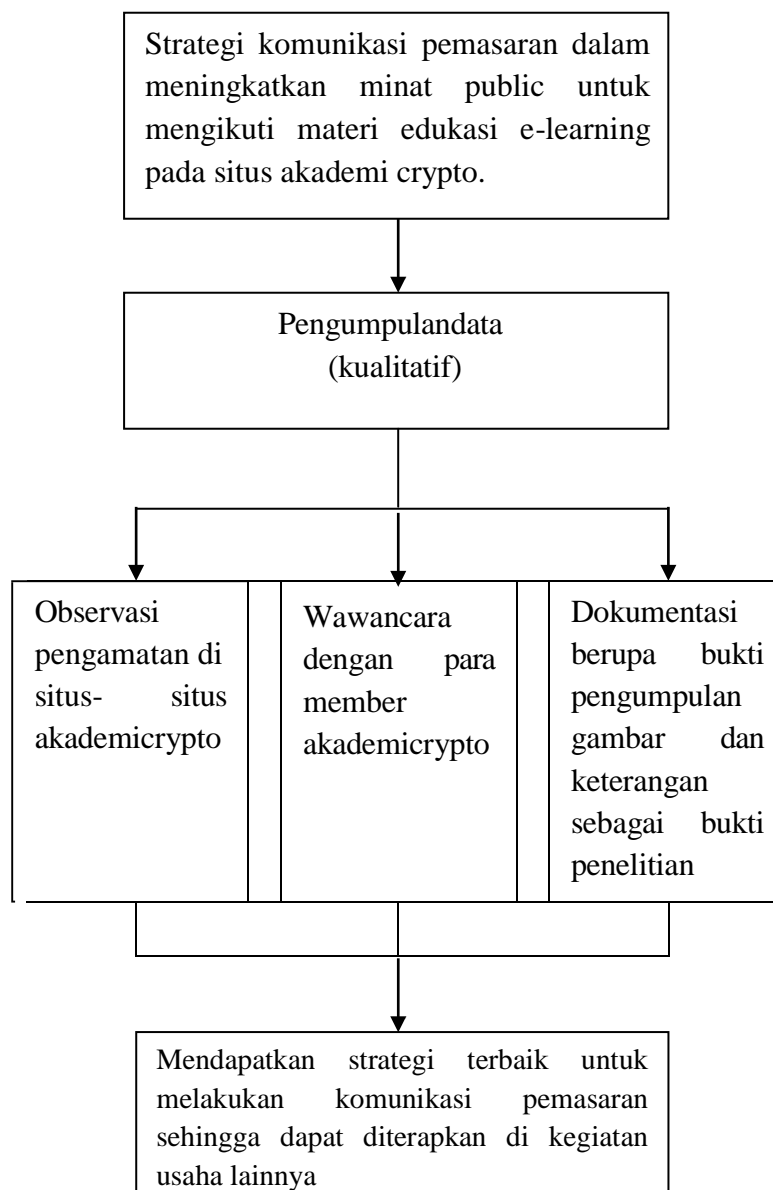 Strategi komunikasi pemasaran dalam
meningkatkan minat public untuk
mengikuti materi edukasi e-learning
pada situs akademi crypto.
Pengumpulandata
(kualitatif)
Observasi
pengamatan di
situs- situs
akademicrypto
Wawancara
dengan para
member
akademicrypto
Dokumentasi
berupa bukti
pengumpulan
gambar dan
keterangan
sebagai bukti
penelitian
Mendapatkan strategi terbaik untuk
melakukan komunikasi pemasaran
sehingga dapat diterapkan di kegiatan
usaha lainnya